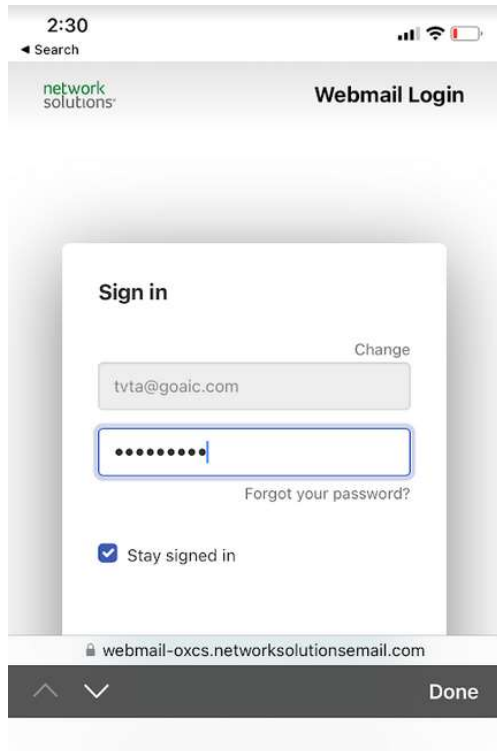 2:30
◄ Search
network
solutions
Webmail Login
Sign in
Change
tvta@goaic.com
•••••••••
Forgot your password?
Stay signed in
webmail-oxcs.networksolutionsemail.com
Done